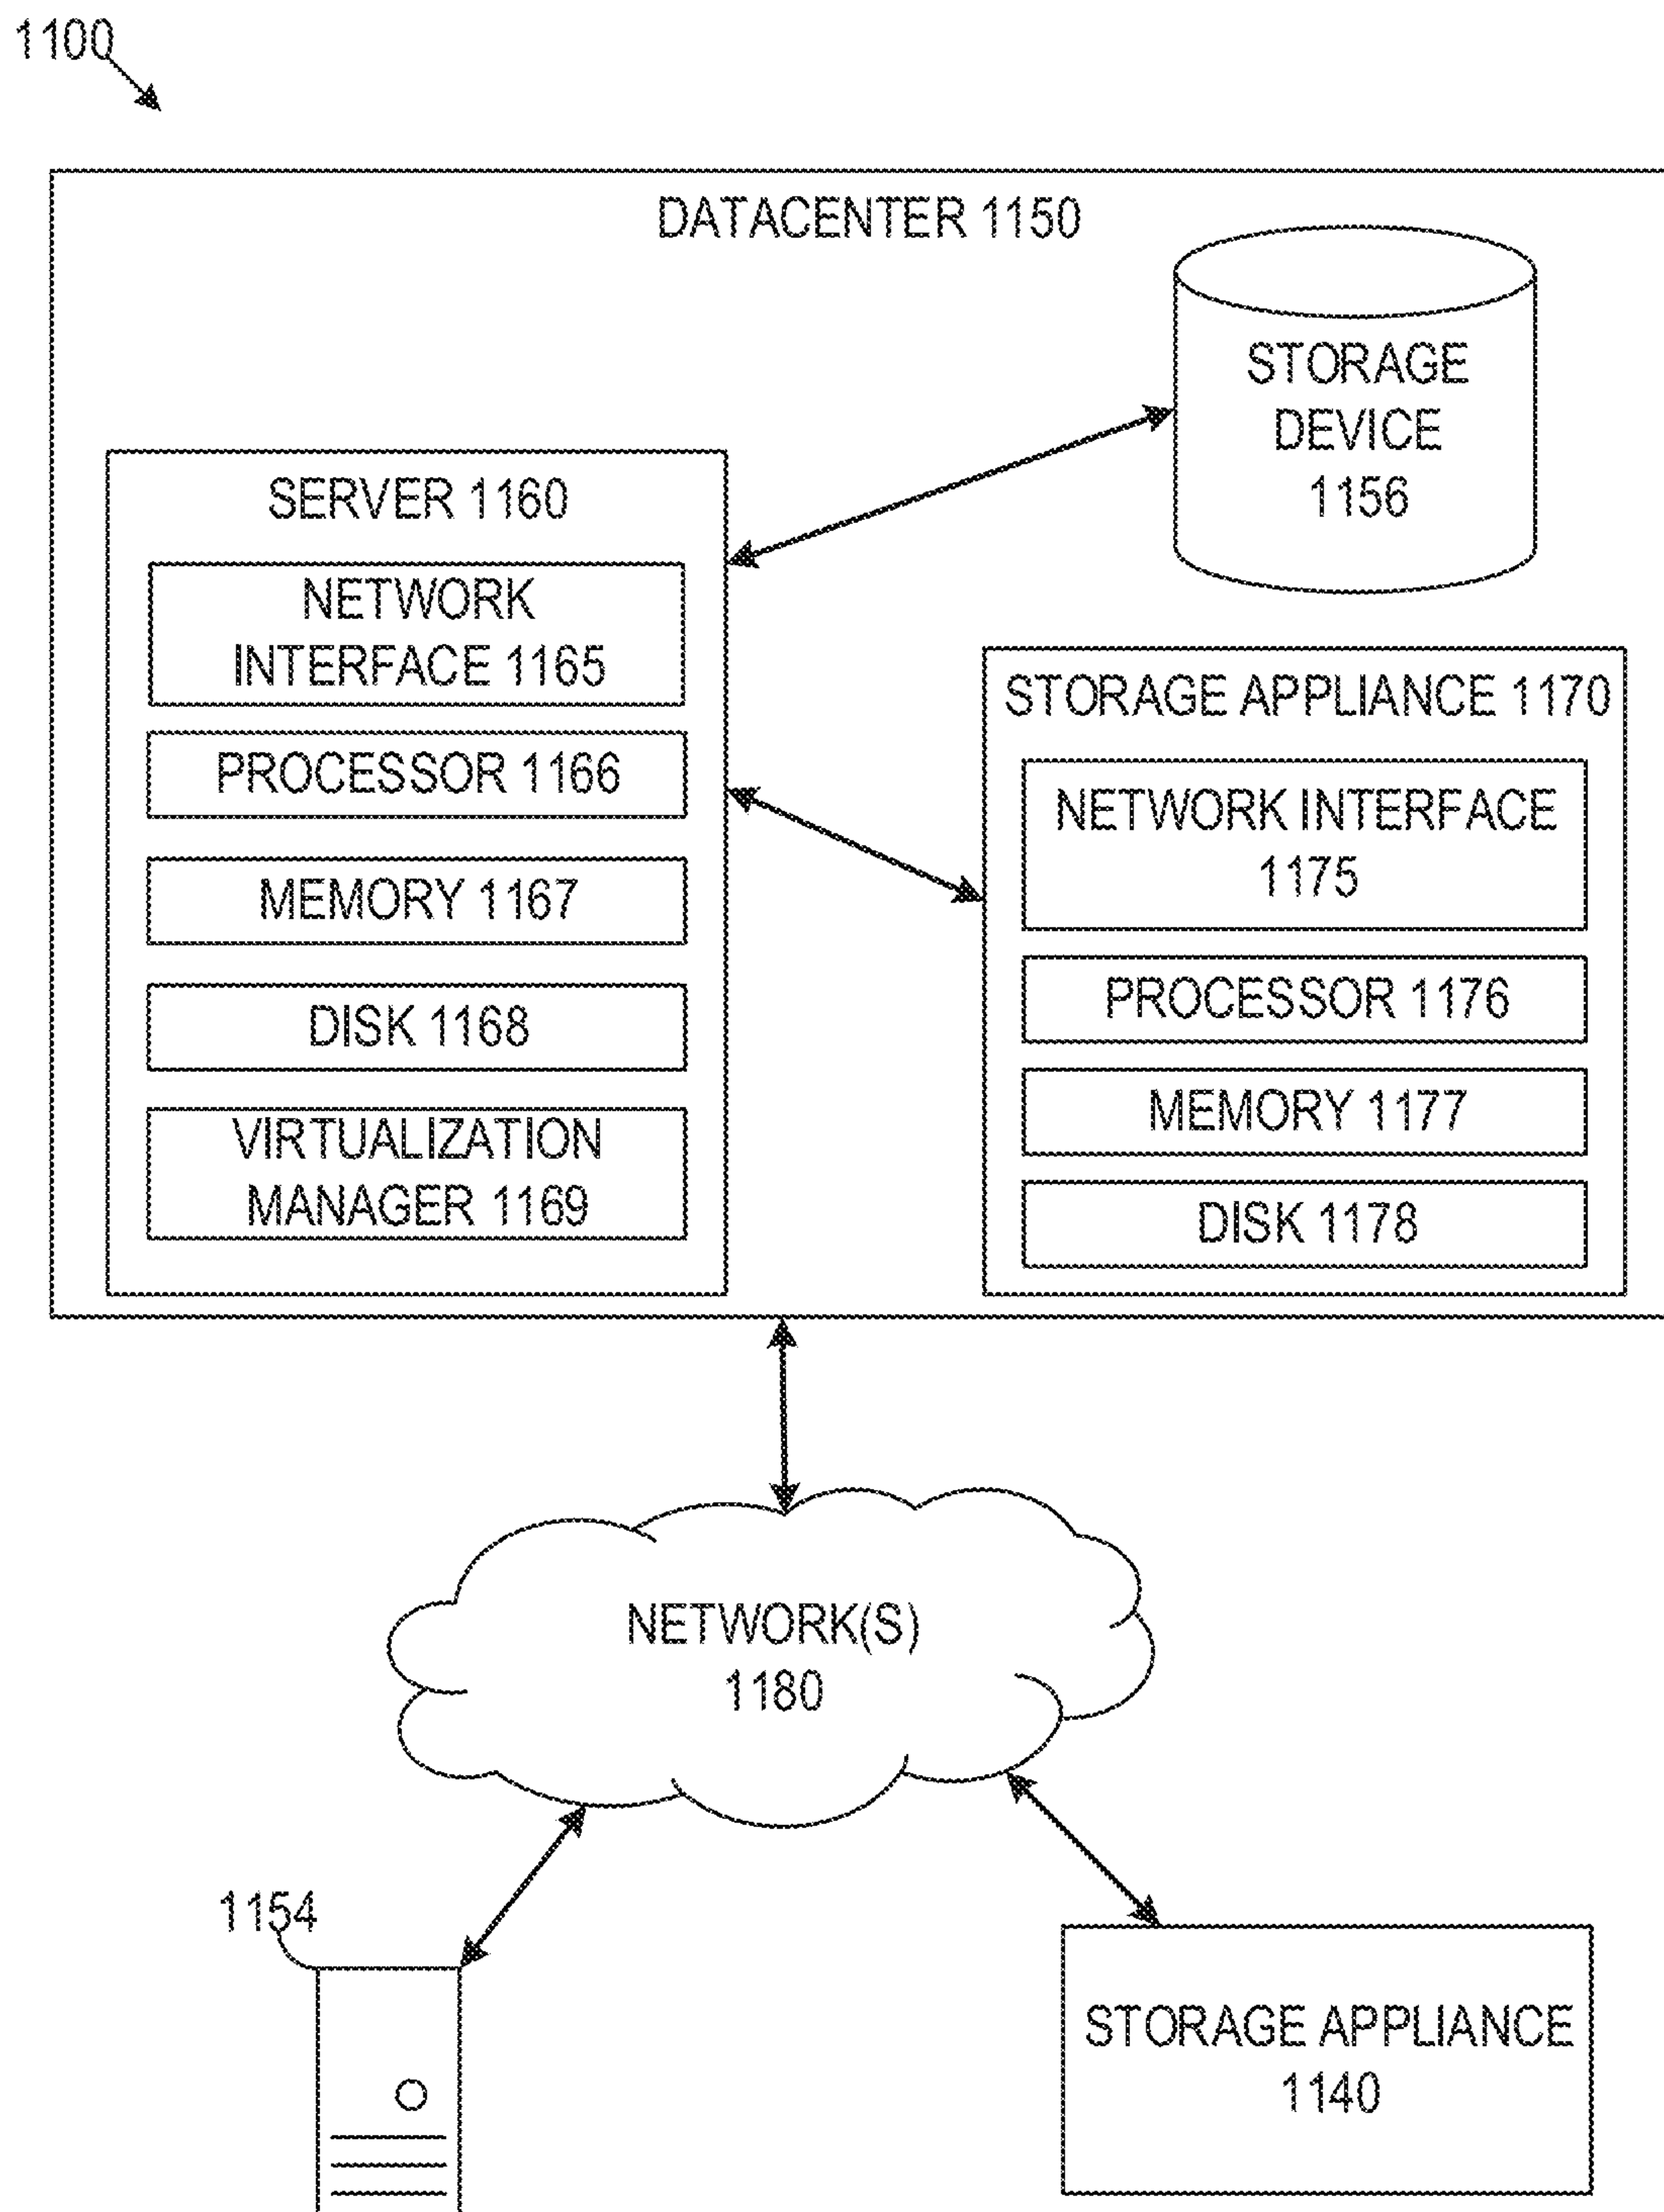 1100
DATACENTER 1150
STORAGE
DEVICE
1156
SERVER 1160
NETWORK
INTERFACE 1165
PROCESSOR 1166
MEMORY 1167
DISK 1168
VIRTUALIZATION
MANAGER 1169
STORAGE APPLIANCE 1170
NETWORK INTERFACE
1175
PROCESSOR 1176
MEMORY 1177
DISK 1178
NETWORK(S)
1180
1154
STORAGE APPLIANCE
1140